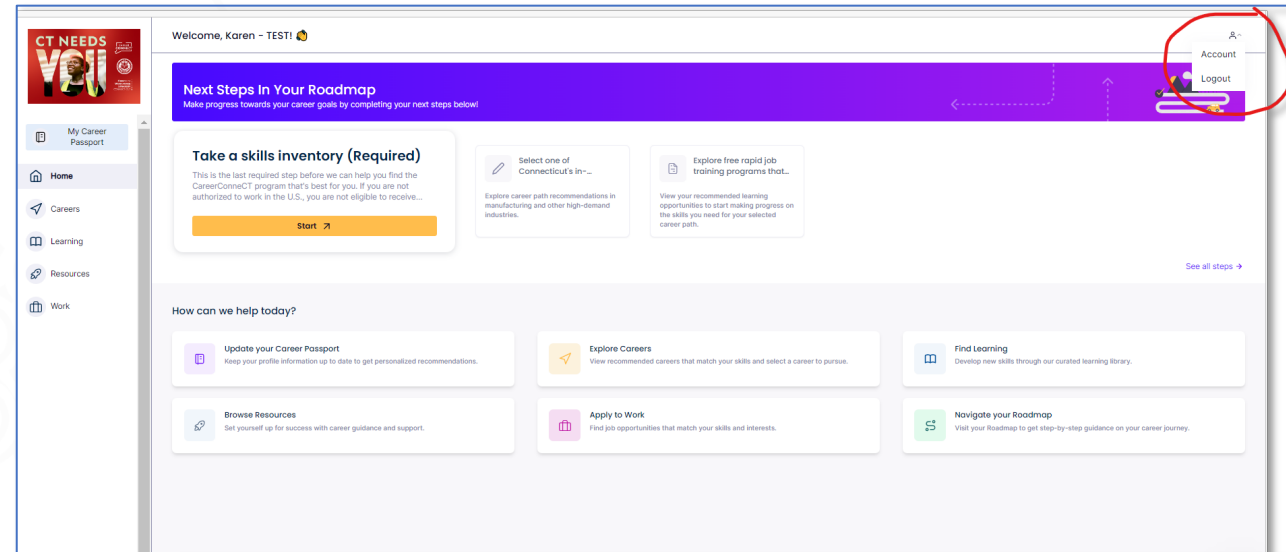 CT NEEDS
YOU
Welcome, Karen - TEST!
Account
Logout
Next Steps In Your Roadmap
Make progress towards your career goals by completing your next steps below!
My Career
Passport
Home
Careers
Learning
Resources
Work
Take a skills inventory (Required)
This is the last required step before we can help you find the
CareerConneCT program that's best for you. If you are not
authorized to work in the U.S., you are not eligible to receive...
Start
Select one of
Connecticut's in-...
Explore career path recommendations in
manufacturing and other high-demand
industries.
Explore free rapid job
training programs that...
View your recommended learning
opportunities to start making progress on
the skills you need for your selected
career path.
See all steps →
How can we help today?
Update your Career Passport
Keep your profile information up to date to get personalized recommendations.
Explore Careers
View recommended careers that match your skills and select a career to pursue.
Find Learning
Develop new skills through our curated learning library.
Browse Resources
Set yourself up for success with career guidance and support.
Apply to Work
Find job opportunities that match your skills and interests.
Navigate your Roadmap
Visit your Roadmap to get step-by-step guidance on your career journey.